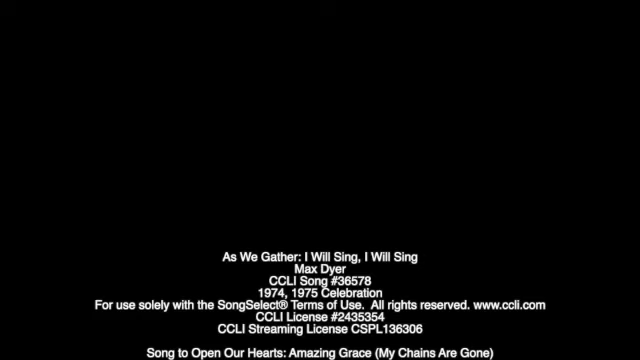 As We Gather: I Will Sing, I Will Sing
Max Dyer
CCLI Song #36578
1974, 1975 Celebration
For use solely with the SongSelect® Terms of Use.  All rights reserved. www.ccli.com
CCLI License #2435354
CCLI Streaming License CSPL136306
Song to Open Our Hearts: Amazing Grace (My Chains Are Gone)